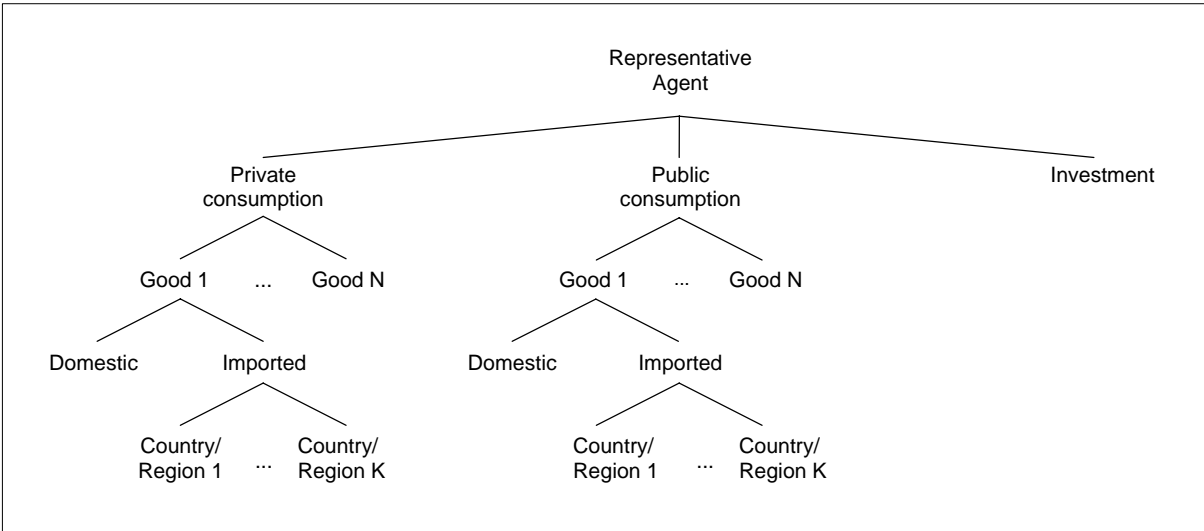 Representative
Agent
Private
consumption
Public
consumption
Investment
Good 1 ... Good N
Good 1 ... Good N
Domestic Imported
Domestic Imported
Country/
Region 1
...
Country/
Region K
Country/
Region 1
...
Country/
Region K